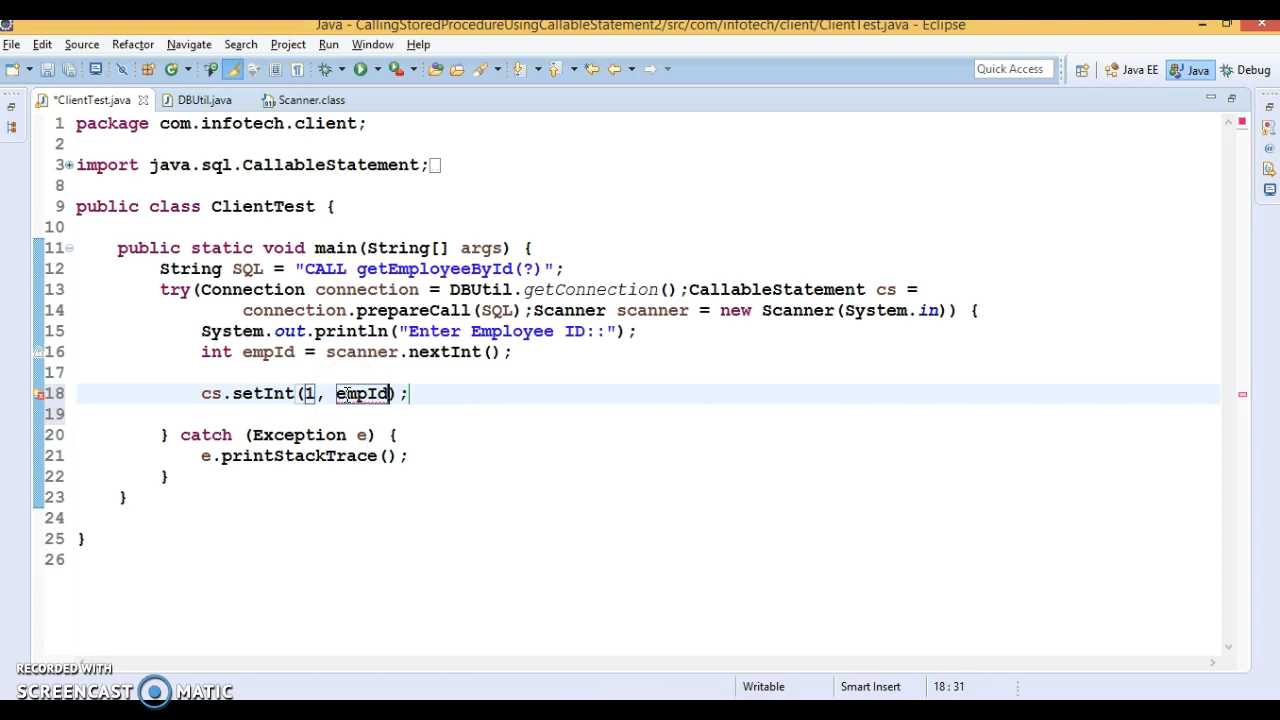 Java - CallingStoredProcedureUsingCallableStatement2/src/com/infotech/client/ClientTest.java - Eclipse
File Edit Source Refactor Navigate Search Project Run Window Help
Quick Access Java EE Java Debug
*ClientTest.java DBUtil.java Scanner.class
1 package com.infotech.client;
2
3 import java.sql.CallableStatement;
8
9 public class ClientTest {
10
11 public static void main(String[] args) {
12 String SQL = "CALL getEmployeeById(?)";
13 try(Connection connection = DBUtil.getConnection();CallableStatement cs =
14 connection.prepareCall(SQL);Scanner scanner = new Scanner(System.in)) {
15 System.out.println("Enter Employee ID::");
16 int empId = scanner.nextInt();
17
18 cs.setInt(1, empId);
19
20 } catch (Exception e) {
21 e.printStackTrace();
22 }
23 }
24
25 }
26
RECORDED WITH
SCREENCAST MATIC
Writable Smart Insert 18 : 31